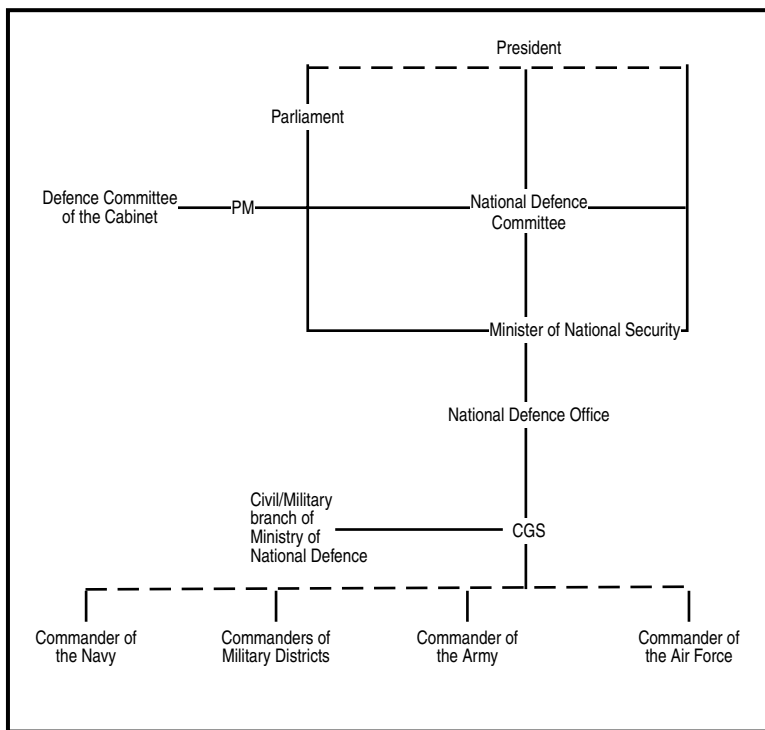 President
Parliament
Defence Committee
of the Cabinet
PM
National Defence
Committee
Minister of National Security
National Defence Office
Civil/Military
branch of
Ministry of
National Defence
CGS
Commander of
the Navy
Commanders of
Military Districts
Commander of
the Army
Commander of
the Air Force